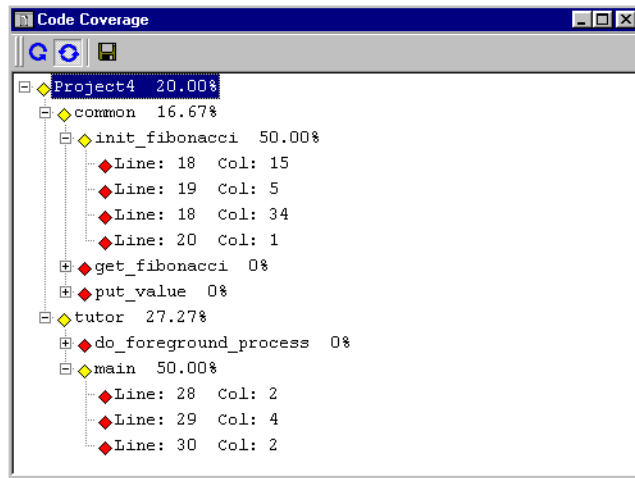 Code Coverage
Project4 20.00%
common 16.67%
init_fibonacci 50.00%
Line: 18 Col: 15
Line: 19 Col: 5
Line: 18 Col: 34
Line: 20 Col: 1
get_fibonacci 0%
put_value 0%
tutor 27.27%
do_foreground_process 0%
main 50.00%
Line: 28 Col: 2
Line: 29 Col: 4
Line: 30 Col: 2